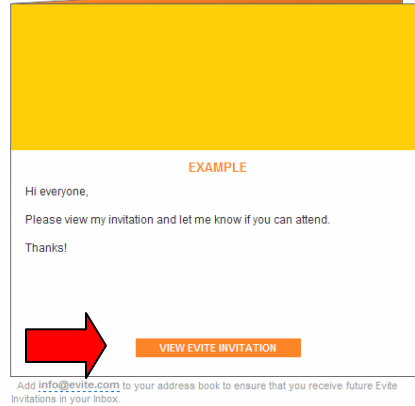 EXAMPLE
Hi everyone,
Please view my invitation and let me know if you can attend.
Thanks!
VIEW EVITE INVITATION
Add info@evite.com to your address book to ensure that you receive future Evite
Invitations in your Inbox.